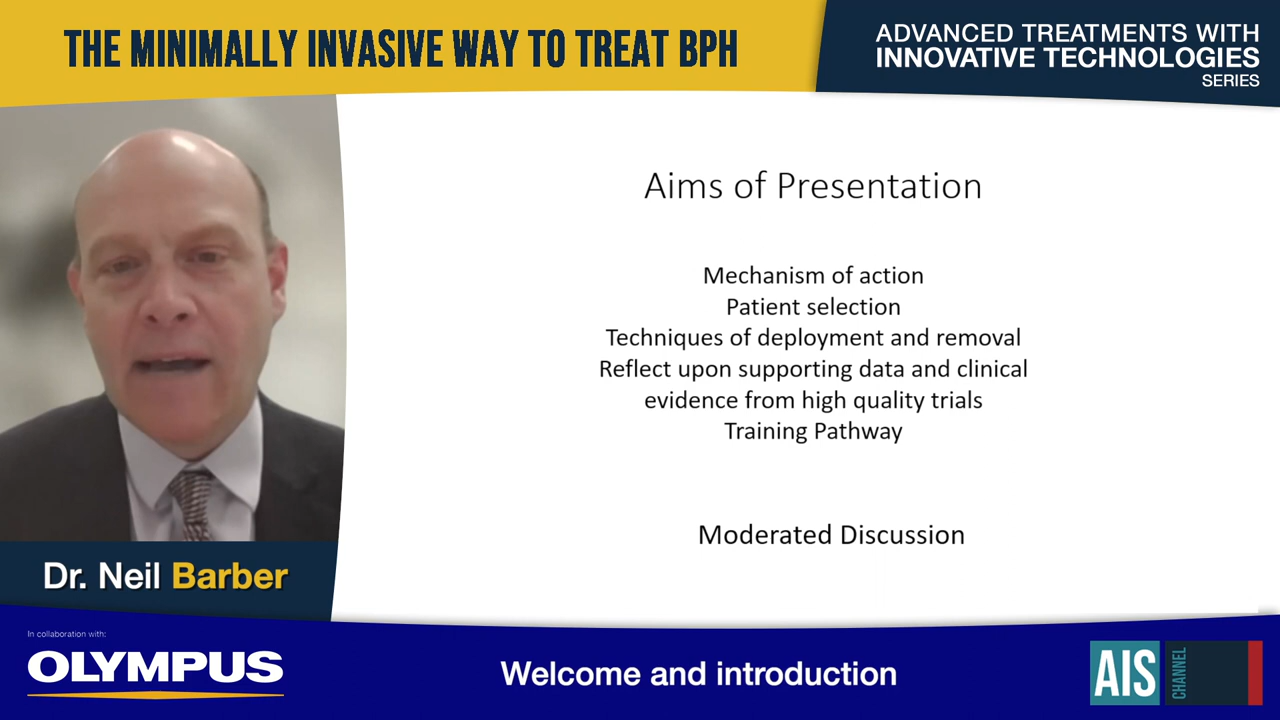 THE MINIMALLY INVASIVE WAY TO TREAT BPH
ADVANCED TREATMENTS WITH
INNOVATIVE TECHNOLOGIES
SERIES
Aims of Presentation
Mechanism of action
Patient selection
Techniques of deployment and removal
Reflect upon supporting data and clinical
evidence from high quality trials
Training Pathway
Moderated Discussion
Dr. Neil Barber
In collaboration with:
OLYMPUS
Welcome and introduction
AIS
CHANNEL